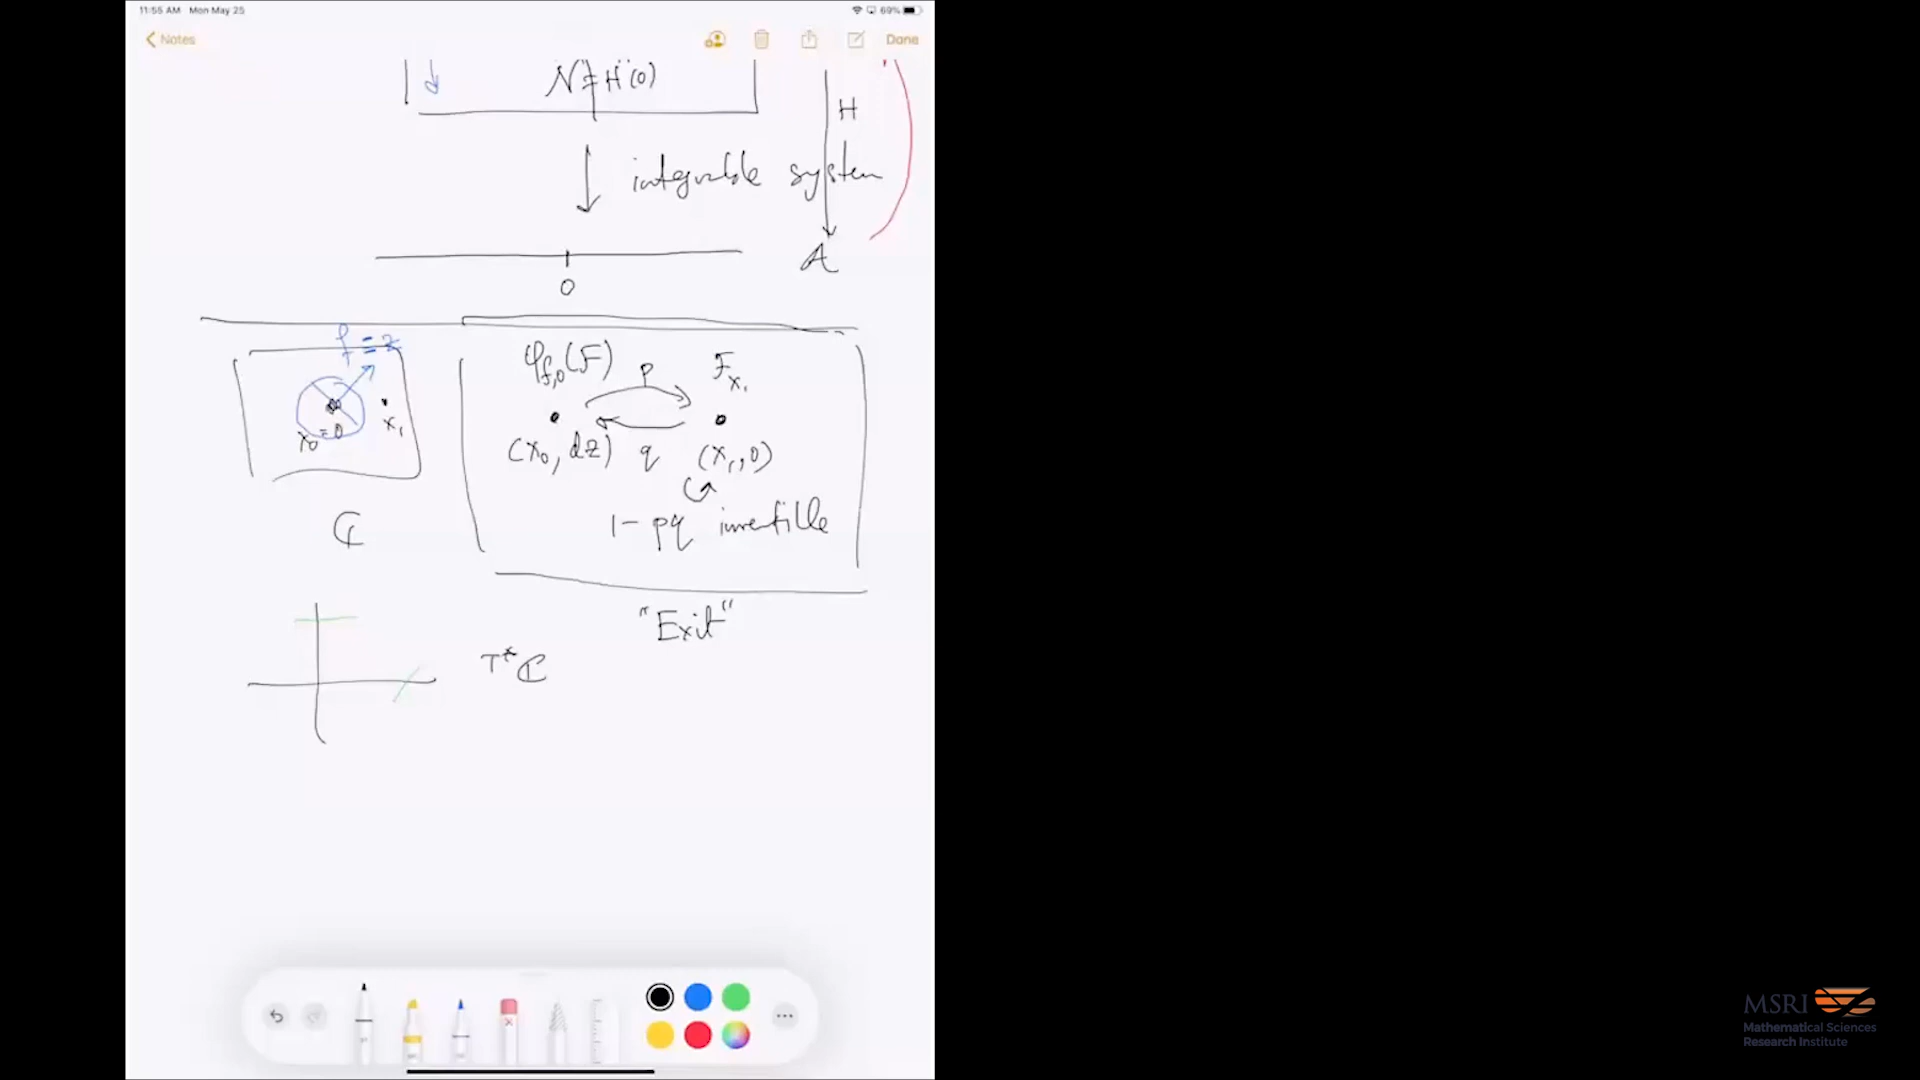 11:55 AM Mon May 25
69%
Notes
Done
N = H⁻¹(0)
H
integrable system
A
0
f = z
φ_{f,0}(F)
p
F_{x₁}
x₀ = 0
x₁
(x₀, dz)
q
(x₁, 0)
1 - pq invertible
ℂ
"Exit"
T*ℂ
MSRI
Mathematical Sciences
Research Institute